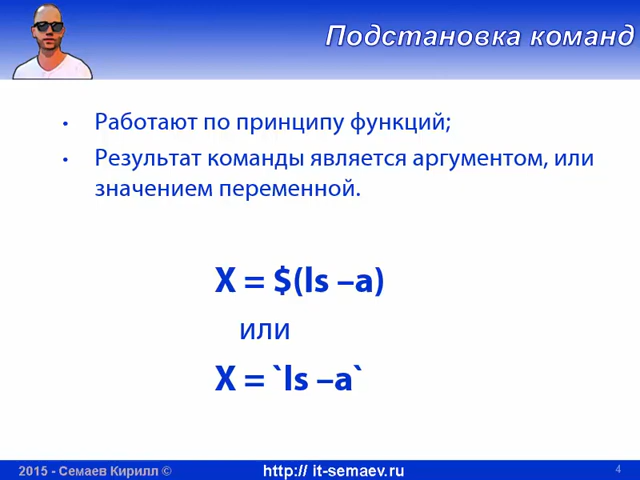 Подстановка команд
• Работают по принципу функций;
• Результат команды является аргументом, или
значением переменной.
X = $(ls –a)
или
X = `ls –a`
2015 - Семаев Кирилл © http:// it-semaev.ru 4